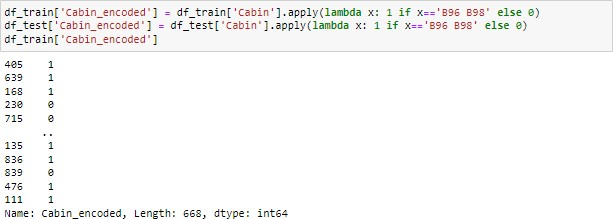 df_train['Cabin_encoded'] = df_train['Cabin'].apply(lambda x: 1 if x=='B96 B98' else 0)
df_test['Cabin_encoded'] = df_test['Cabin'].apply(lambda x: 1 if x=='B96 B98' else 0)
df_train['Cabin_encoded']
405    1
639    1
168    1
230    0
715    0
      ..
135    1
836    1
839    0
476    1
111    1
Name: Cabin_encoded, Length: 668, dtype: int64